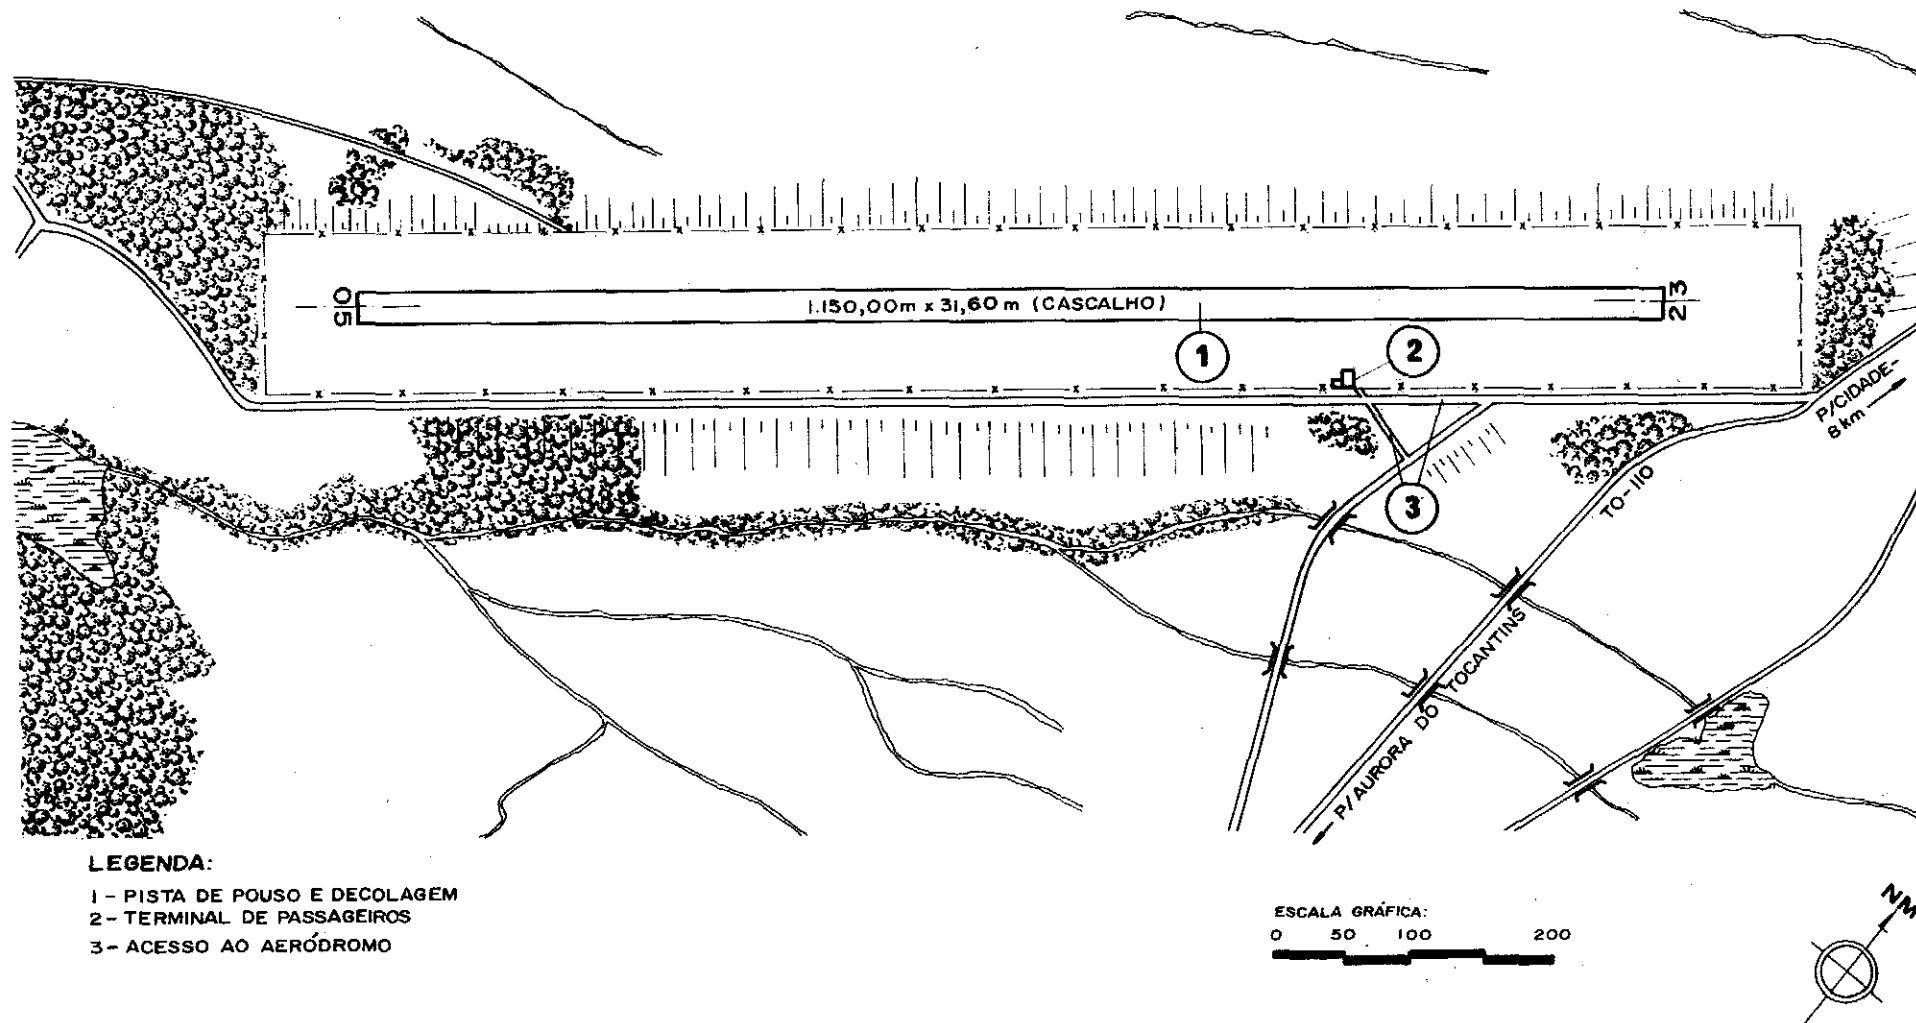 05
1.150,00m x 31,60 m (CASCALHO)
23
1
2
P/CIDADE-
8 km
3
TO-110
P/AURORA DO TOCANTINS
LEGENDA:
1 - PISTA DE POUSO E DECOLAGEM
2 - TERMINAL DE PASSAGEIROS
3 - ACESSO AO AERÓDROMO
ESCALA GRÁFICA:
0 50 100 200
NM